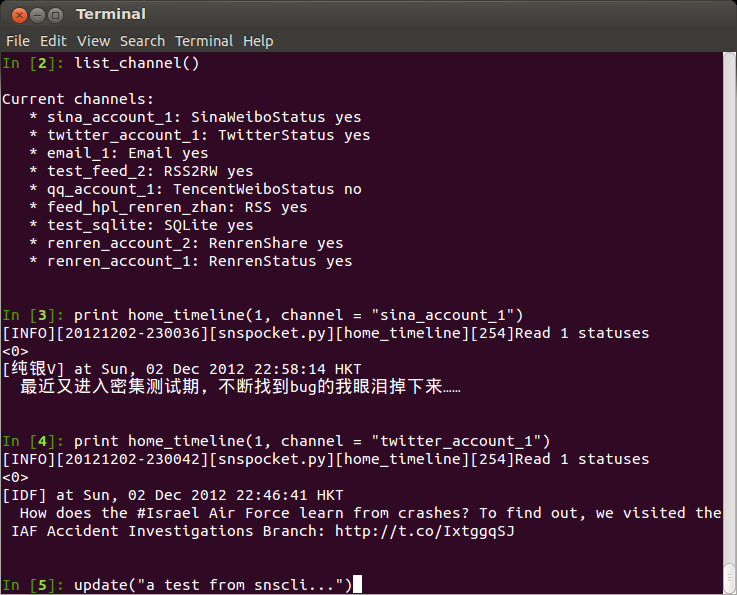 Terminal
File Edit View Search Terminal Help
In [2]: list_channel()
Current channels:
* sina_account_1: SinaWeiboStatus yes
* twitter_account_1: TwitterStatus yes
* email_1: Email yes
* test_feed_2: RSS2RW yes
* qq_account_1: TencentWeiboStatus no
* feed_hpl_renren_zhan: RSS yes
* test_sqlite: SQLite yes
* renren_account_2: RenrenShare yes
* renren_account_1: RenrenStatus yes
In [3]: print home_timeline(1, channel = "sina_account_1")
[INFO][20121202-230036][snspocket.py][home_timeline][254]Read 1 statuses
<0>
[纯银V] at Sun, 02 Dec 2012 22:58:14 HKT
最近又进入密集测试期，不断找到bug的我眼泪掉下来……
In [4]: print home_timeline(1, channel = "twitter_account_1")
[INFO][20121202-230042][snspocket.py][home_timeline][254]Read 1 statuses
<0>
[IDF] at Sun, 02 Dec 2012 22:46:41 HKT
How does the #Israel Air Force learn from crashes? To find out, we visited the
IAF Accident Investigations Branch: http://t.co/IxtggqSJ
In [5]: update("a test from snscli...")